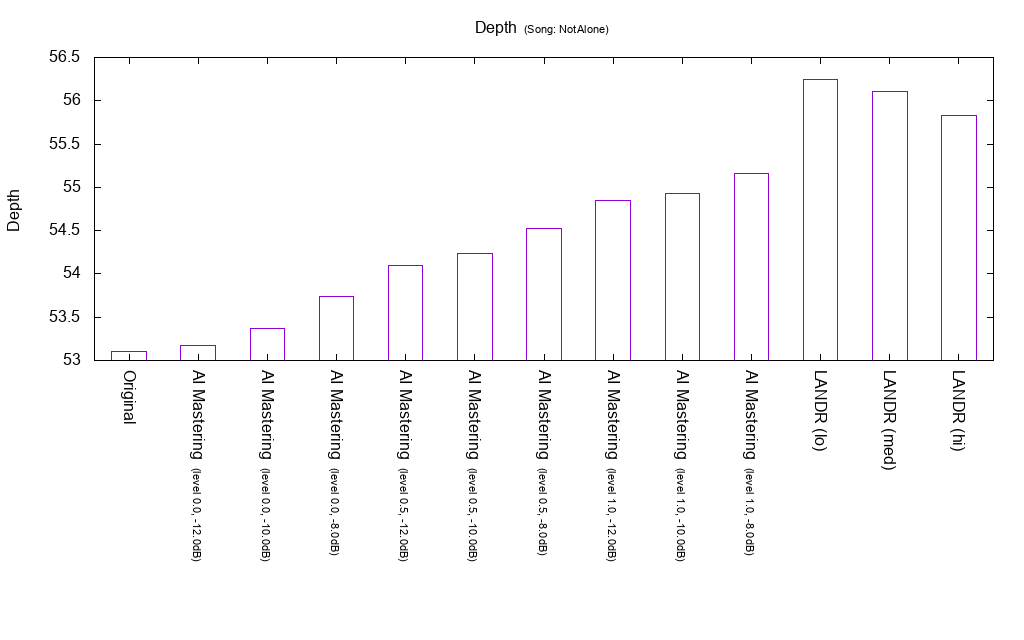 Depth (Song: NotAlone)
56.5
56
55.5
55
54.5
54
53.5
53
Depth
Original
AI Mastering (level 0.0, -12.0dB)
AI Mastering (level 0.0, -10.0dB)
AI Mastering (level 0.0, -8.0dB)
AI Mastering (level 0.5, -12.0dB)
AI Mastering (level 0.5, -10.0dB)
AI Mastering (level 0.5, -8.0dB)
AI Mastering (level 1.0, -12.0dB)
AI Mastering (level 1.0, -10.0dB)
AI Mastering (level 1.0, -8.0dB)
LANDR (lo)
LANDR (med)
LANDR (hi)